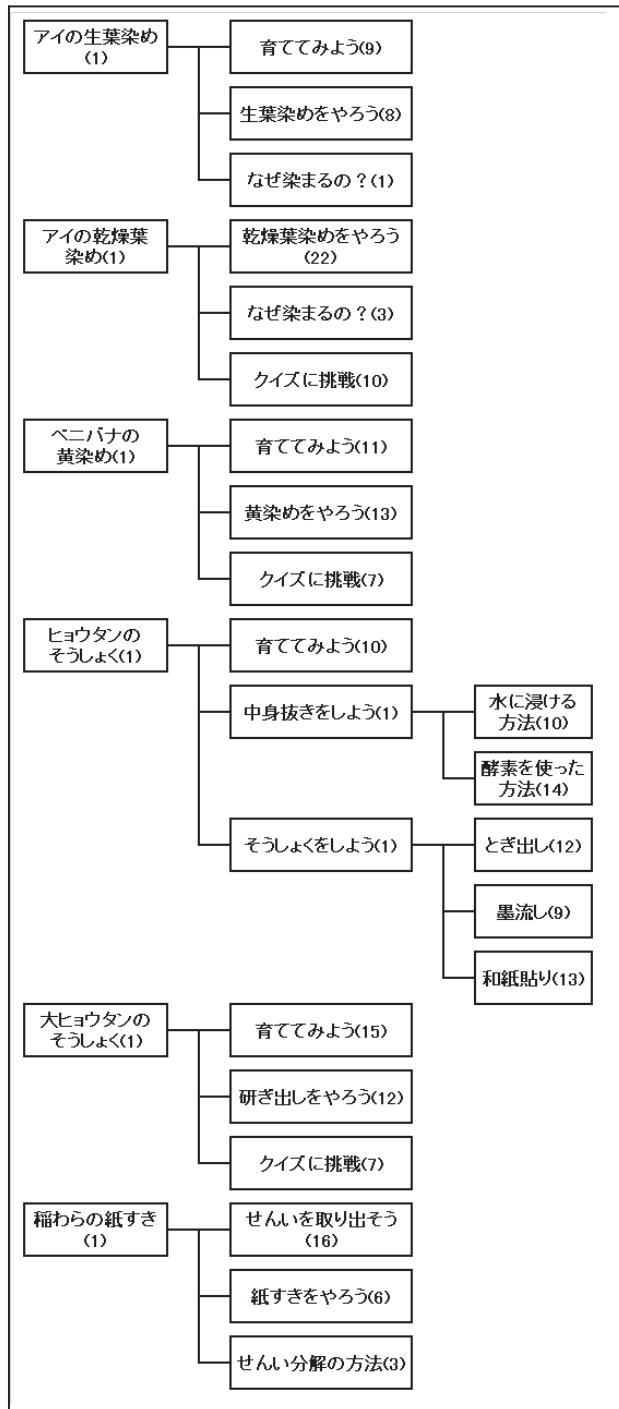 アイの生葉染め
(1)
育ててみよう(9)
生葉染めをやろう(8)
なぜ染まるの？(1)
アイの乾燥葉
染め(1)
乾燥葉染めをやろう
(22)
なぜ染まるの？(3)
クイズに挑戦(10)
ベニバナの
黄染め(1)
育ててみよう(11)
黄染めをやろう(13)
クイズに挑戦(7)
ヒョウタンの
そうしょく(1)
育ててみよう(10)
中身抜きをしよう(1)
水に浸ける
方法(10)
酵素を使った
方法(14)
そうしょくをしよう(1)
とぎ出し(12)
墨流し(9)
和紙貼り(13)
大ヒョウタンの
そうしょく(1)
育ててみよう(15)
研ぎ出しをやろう(12)
クイズに挑戦(7)
稲わらの紙すき
(1)
せんいを取り出そう
(16)
紙すきをやろう(6)
せんい分解の方法(3)